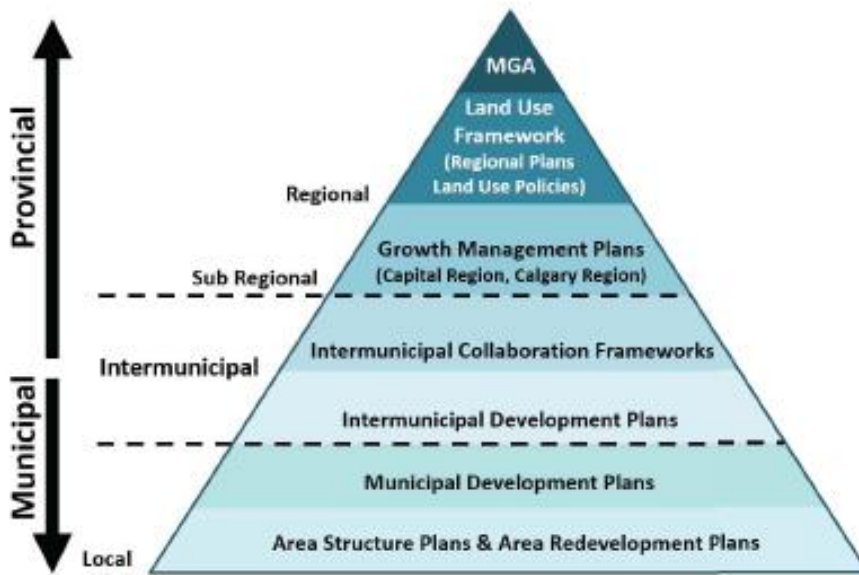 MGA
Land Use
Framework
(Regional Plans
Land Use Policies)
Regional
Growth Management Plans
(Capital Region, Calgary Region)
Sub Regional
Provincial
Intermunicipal Collaboration Frameworks
Intermunicipal
Intermunicipal Development Plans
Municipal
Municipal Development Plans
Area Structure Plans & Area Redevelopment Plans
Local